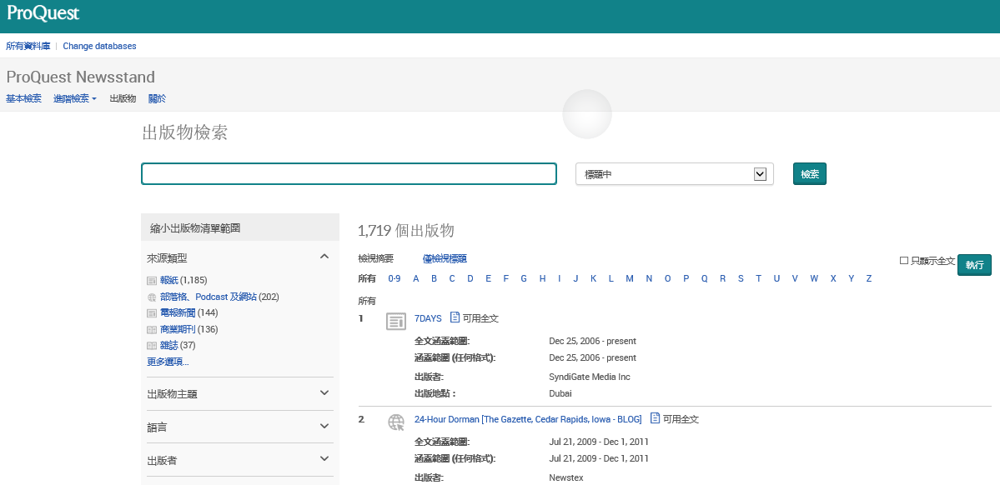 ProQuest
所有資料庫 | Change databases
ProQuest Newsstand
基本檢索 進階檢索 出版物 關於
出版物檢索
標題中 檢索
縮小出版物清單範圍
來源類型
報紙 (1,185)
部落格、Podcast 及網站 (202)
電報新聞 (144)
商業期刊 (136)
雜誌 (37)
更多選項...
出版物主題
語言
出版者
1,719 個出版物
檢視摘要 僅檢視標題 只顯示全文 執行
所有 0-9 A B C D E F G H I J K L M N O P Q R S T U V W X Y Z
所有
1 7DAYS 可用全文
全文涵蓋範圍: Dec 25, 2006 - present
涵蓋範圍 (任何格式): Dec 25, 2006 - present
出版者: SyndiGate Media Inc
出版地點： Dubai
2 24-Hour Dorman [The Gazette, Cedar Rapids, Iowa - BLOG] 可用全文
全文涵蓋範圍: Jul 21, 2009 - Dec 1, 2011
涵蓋範圍 (任何格式): Jul 21, 2009 - Dec 1, 2011
出版者: Newstex